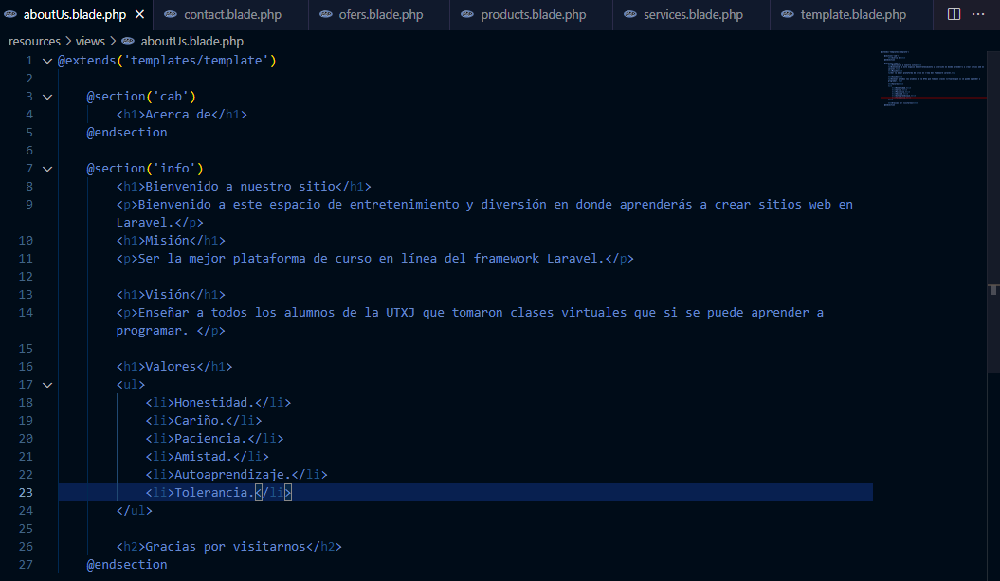 aboutUs.blade.php contact.blade.php ofers.blade.php products.blade.php services.blade.php template.blade.php
resources > views > aboutUs.blade.php
1 @extends('templates/template')
2
3 @section('cab')
4 <h1>Acerca de</h1>
5 @endsection
6
7 @section('info')
8 <h1>Bienvenido a nuestro sitio</h1>
9 <p>Bienvenido a este espacio de entretenimiento y diversión en donde aprenderás a crear sitios web en
Laravel.</p>
10 <h1>Misión</h1>
11 <p>Ser la mejor plataforma de curso en línea del framework Laravel.</p>
12
13 <h1>Visión</h1>
14 <p>Enseñar a todos los alumnos de la UTXJ que tomaron clases virtuales que si se puede aprender a
programar. </p>
15
16 <h1>Valores</h1>
17 <ul>
18 <li>Honestidad.</li>
19 <li>Cariño.</li>
20 <li>Paciencia.</li>
21 <li>Amistad.</li>
22 <li>Autoaprendizaje.</li>
23 <li>Tolerancia.</li>
24 </ul>
25
26 <h2>Gracias por visitarnos</h2>
27 @endsection